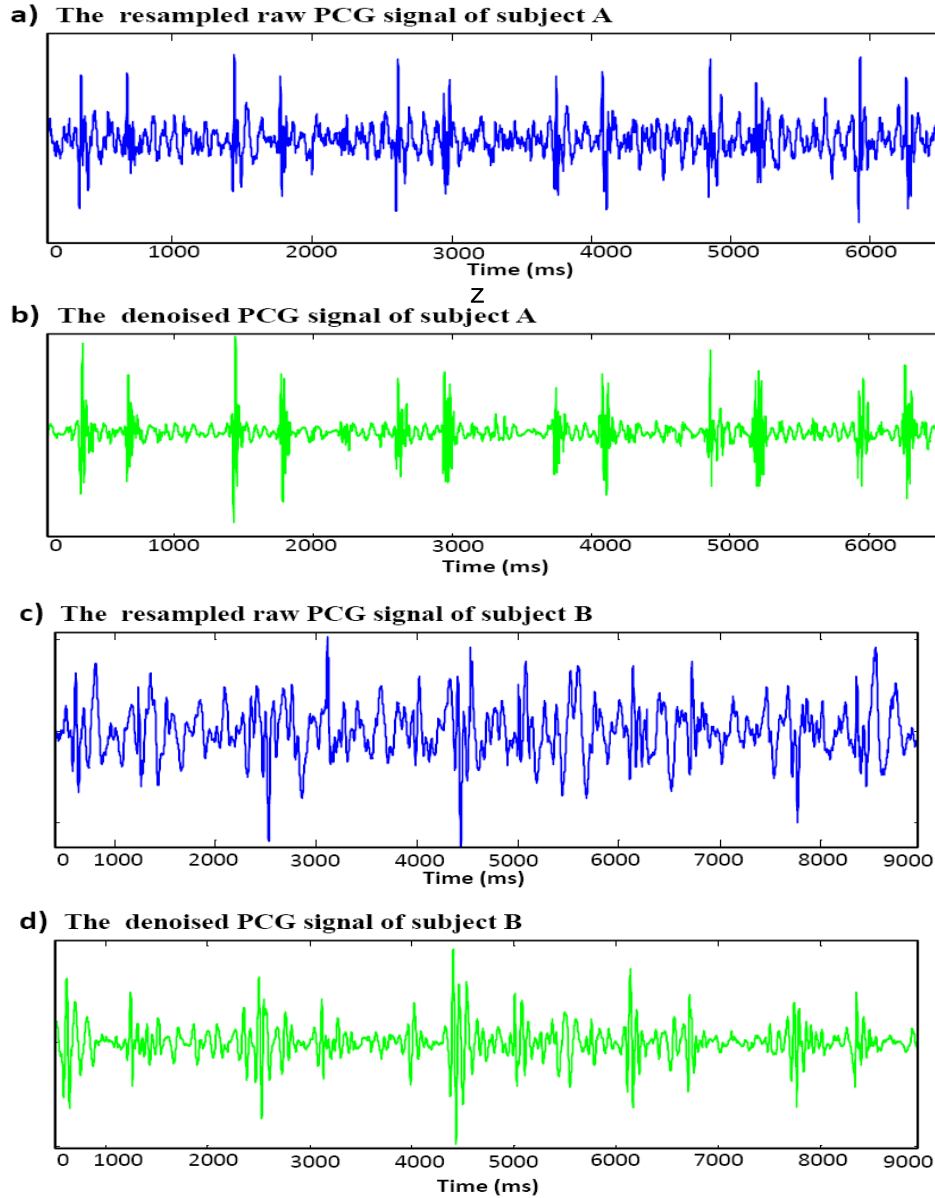 a) The resampled raw PCG signal of subject A
0 1000 2000 3000 4000 5000 6000
Time (ms)
Z
b) The denoised PCG signal of subject A
0 1000 2000 3000 4000 5000 6000
Time (ms)
c) The resampled raw PCG signal of subject B
0 1000 2000 3000 4000 5000 6000 7000 8000 9000
Time (ms)
d) The denoised PCG signal of subject B
0 1000 2000 3000 4000 5000 6000 7000 8000 9000
Time (ms)